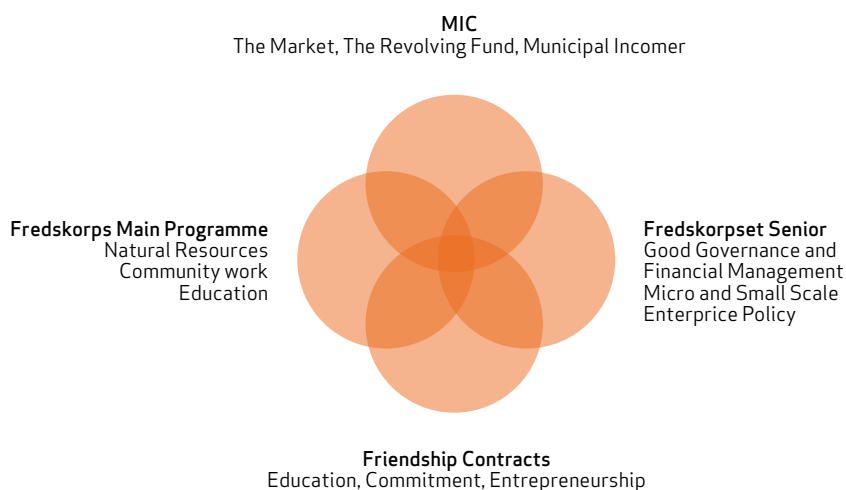 MIC
The Market, The Revolving Fund, Municipal Incomer
Fredskorps Main Programme
Natural Resources
Community work
Education
Fredskorpset Senior
Good Governance and
Financial Management
Micro and Small Scale
Enterprice Policy
Friendship Contracts
Education, Commitment, Entrepreneurship